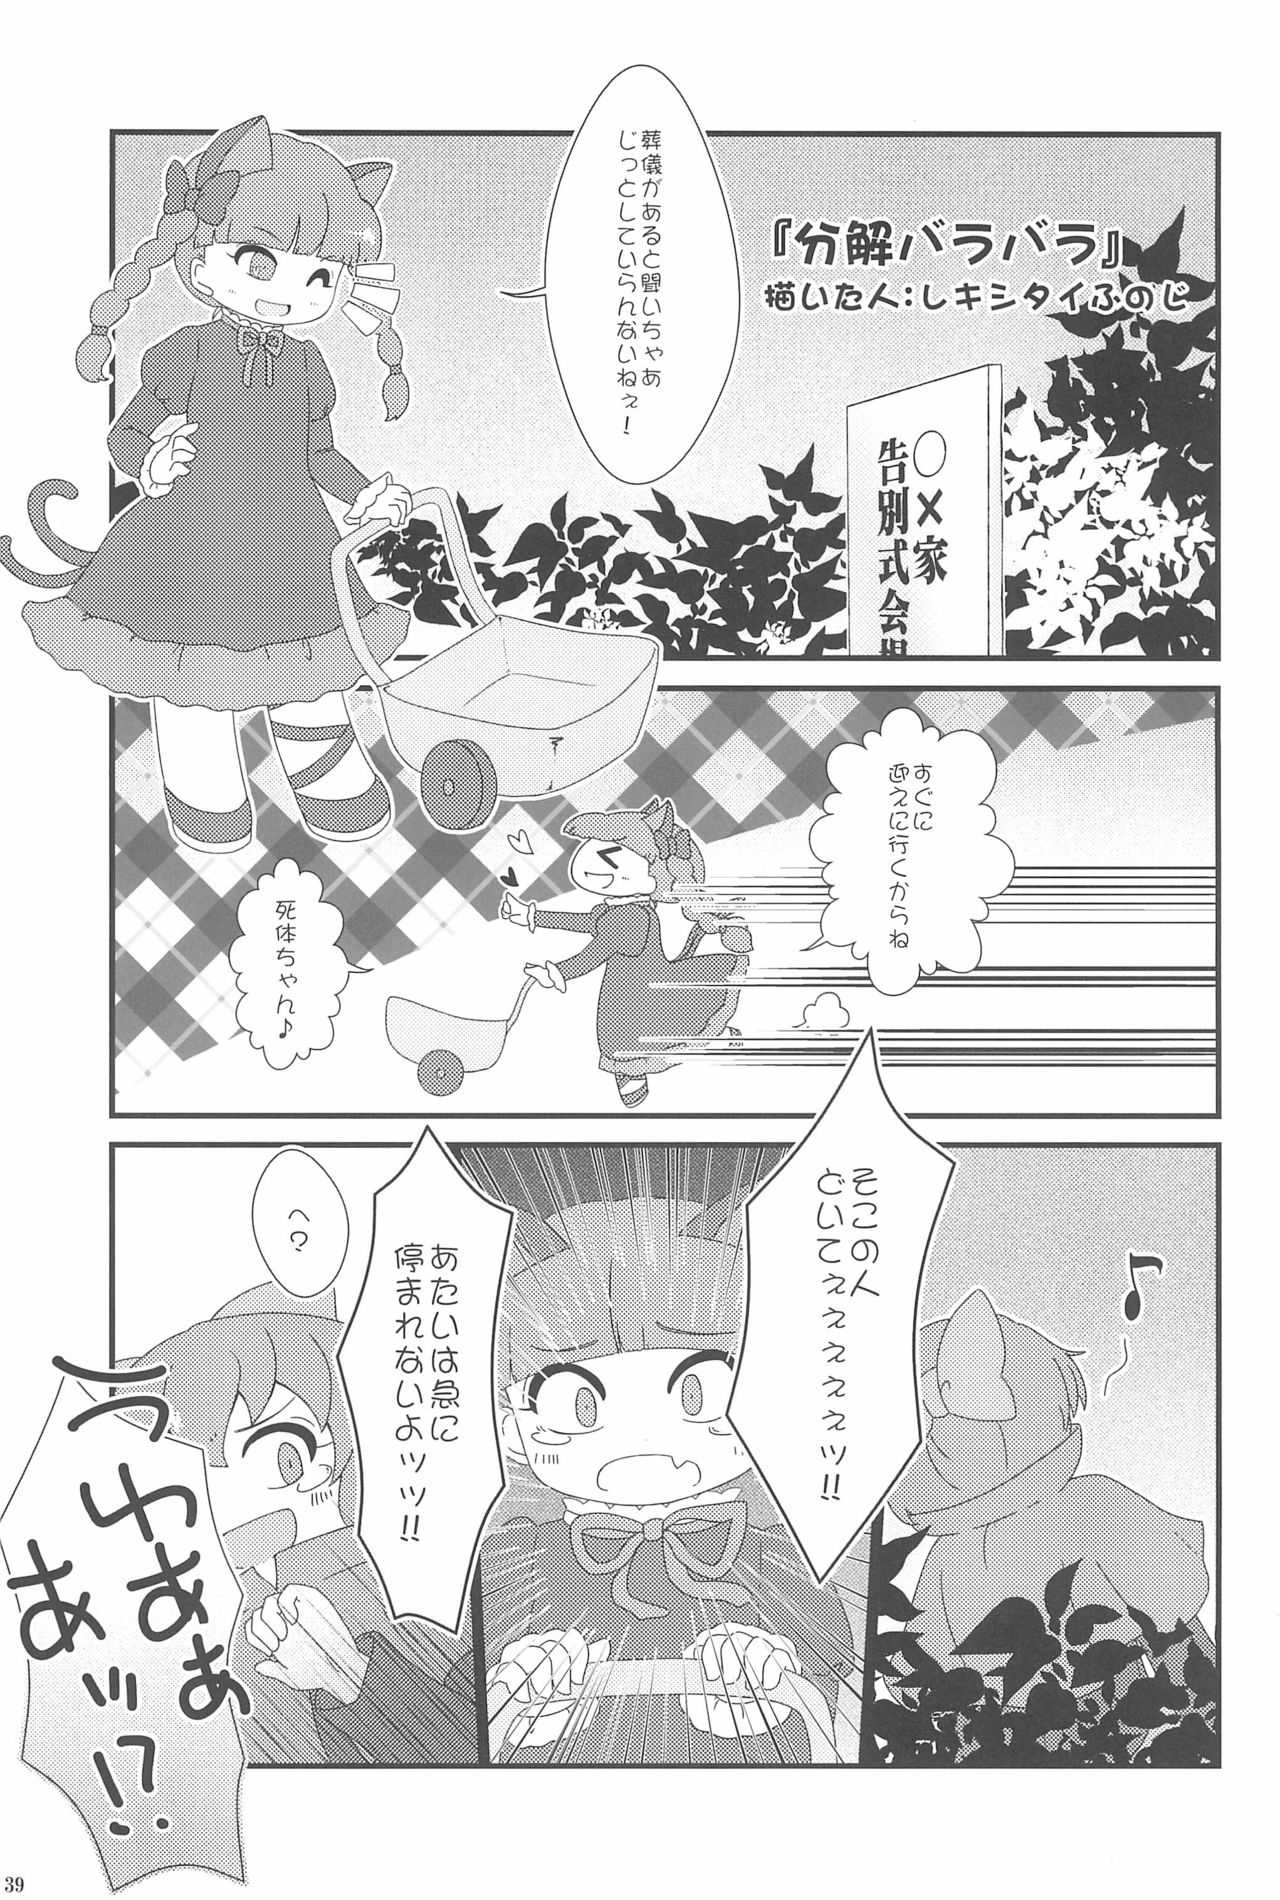 『分解バラバラ』
描いた人：レキシタイふのじ
○×家
告別式会場
葬儀があると聞いちゃあ
じっとしていらんないねぇ！
すぐに
迎えに行くからね
死体ちゃん♪
♪
そこの人
どいてぇぇぇぇぇッ!!
あたいは急に
停まれないよッッ!!
へ？
うわあぁ
あッ!?
39